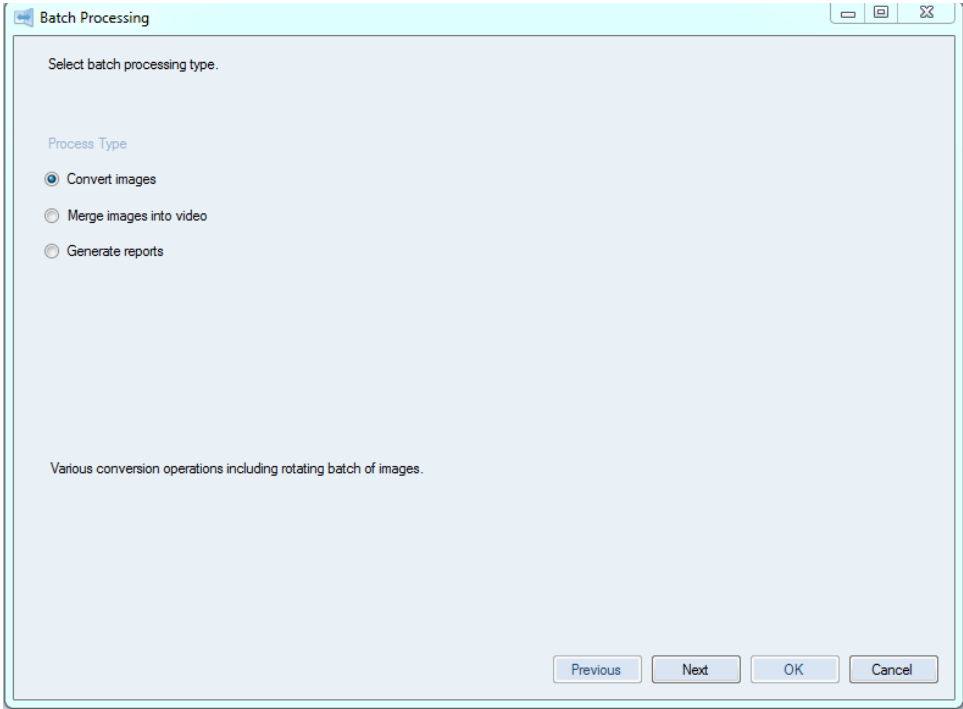 Batch Processing
Select batch processing type.
Process Type
Convert images
Merge images into video
Generate reports
Various conversion operations including rotating batch of images.
Previous Next OK Cancel